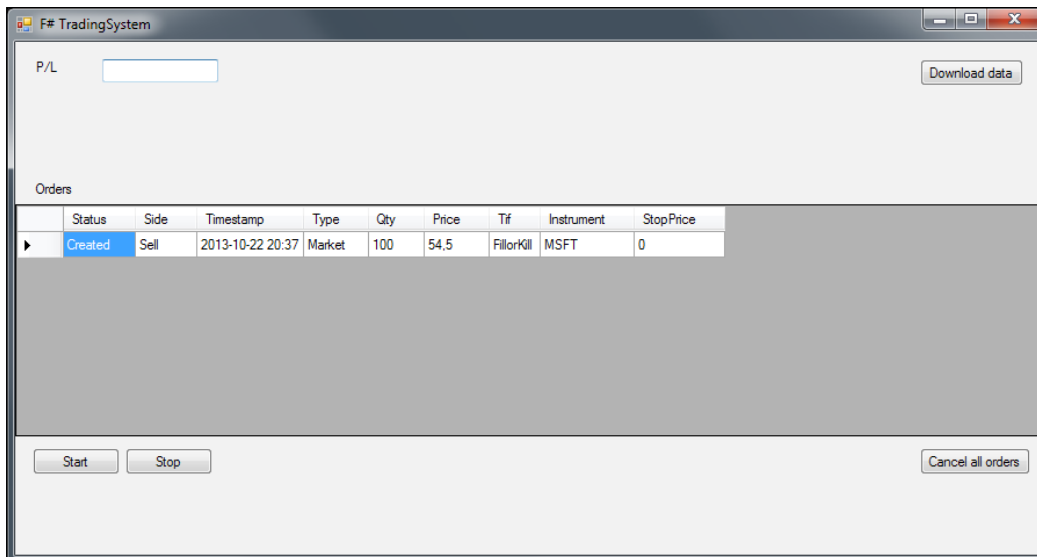 F# TradingSystem
P/L
Download data
Orders
Status Side Timestamp Type Qty Price Tif Instrument StopPrice
Created Sell 2013-10-22 20:37 Market 100 54,5 FillorKill MSFT 0
Start Stop Cancel all orders